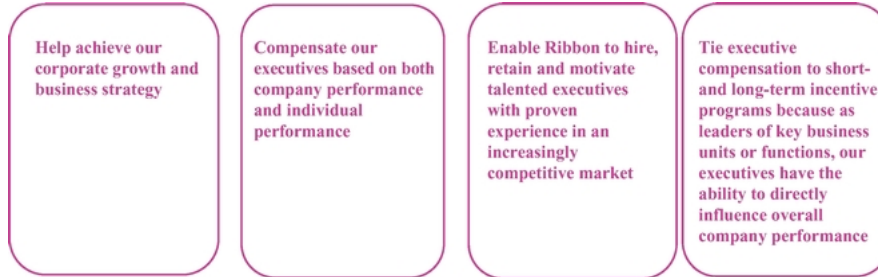 Help achieve our
corporate growth and
business strategy
Compensate our
executives based on both
company performance
and individual
performance
Enable Ribbon to hire,
retain and motivate
talented executives
with proven
experience in an
increasingly
competitive market
Tie executive
compensation to short-
and long-term incentive
programs because as
leaders of key business
units or functions, our
executives have the
ability to directly
influence overall
company performance